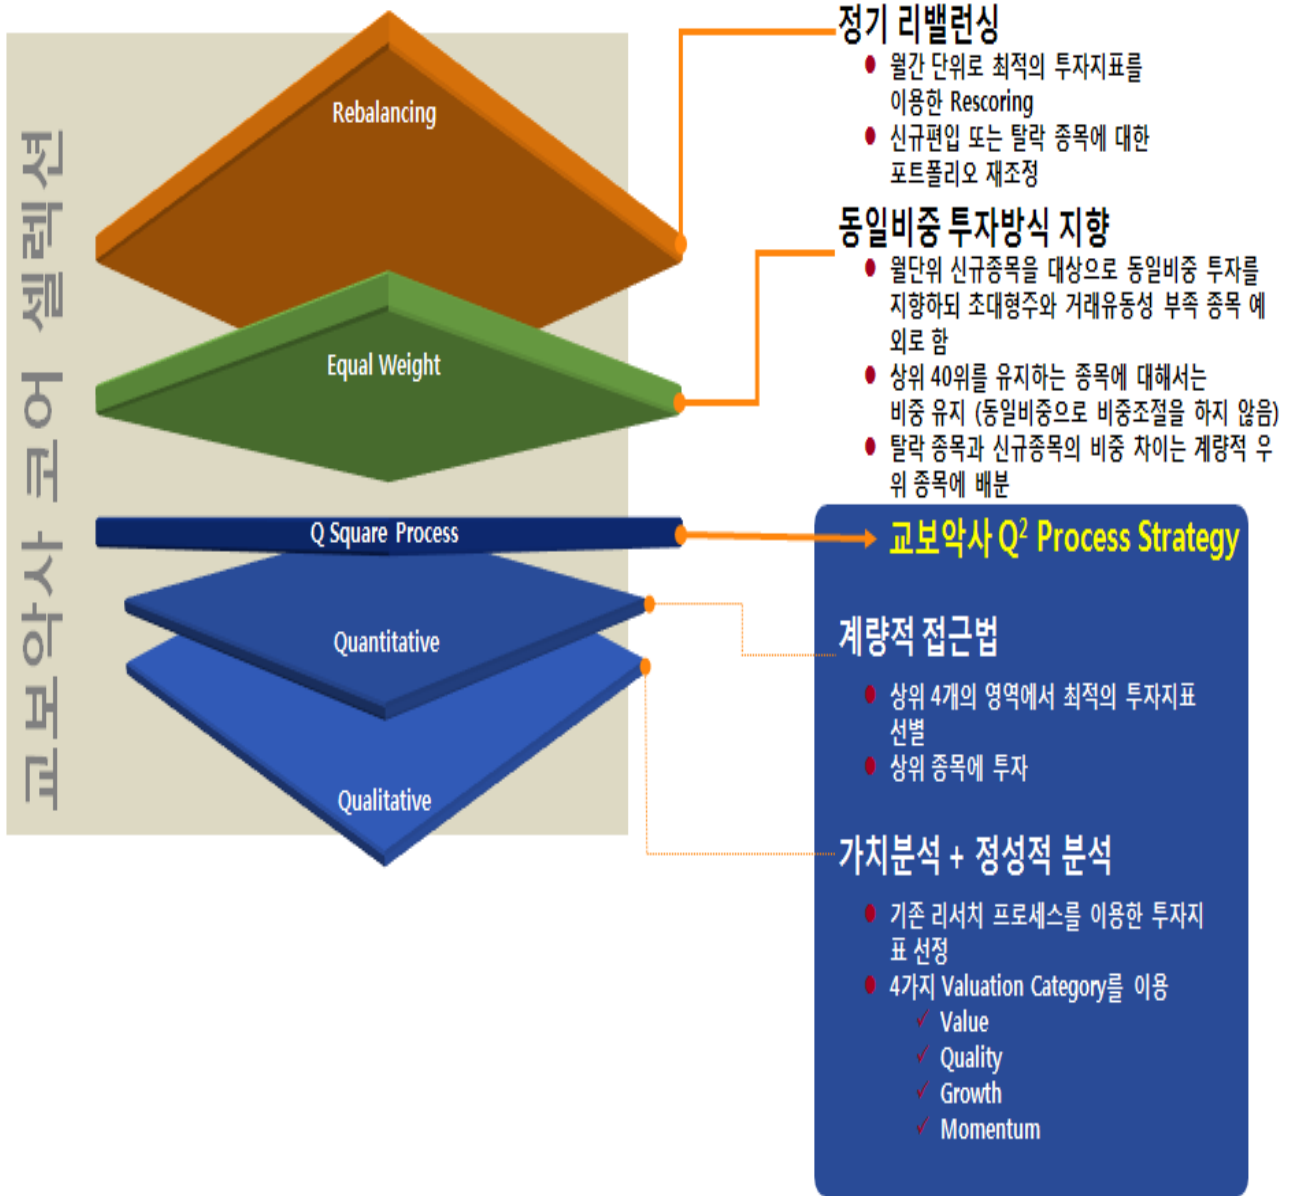 교보악사 코어 셀렉션
Rebalancing
Equal Weight
Q Square Process
Quantitative
Qualitative
정기 리밸런싱
월간 단위로 최적의 투자지표를
이용한 Rescoring
신규편입 또는 탈락 종목에 대한
포트폴리오 재조정
동일비중 투자방식 지향
월단위 신규종목을 대상으로 동일비중 투자를
지향하되 초대형주와 거래유동성 부족 종목 예
외로 함
상위 40위를 유지하는 종목에 대해서는
비중 유지 (동일비중으로 비중조절을 하지 않음)
탈락 종목과 신규종목의 비중 차이는 계량적 우
위 종목에 배분
교보악사 Q² Process Strategy
계량적 접근법
상위 4개의 영역에서 최적의 투자지표
선별
상위 종목에 투자
가치분석 + 정성적 분석
기존 리서치 프로세스를 이용한 투자지
표 선정
4가지 Valuation Category를 이용
✓ Value
✓ Quality
✓ Growth
✓ Momentum